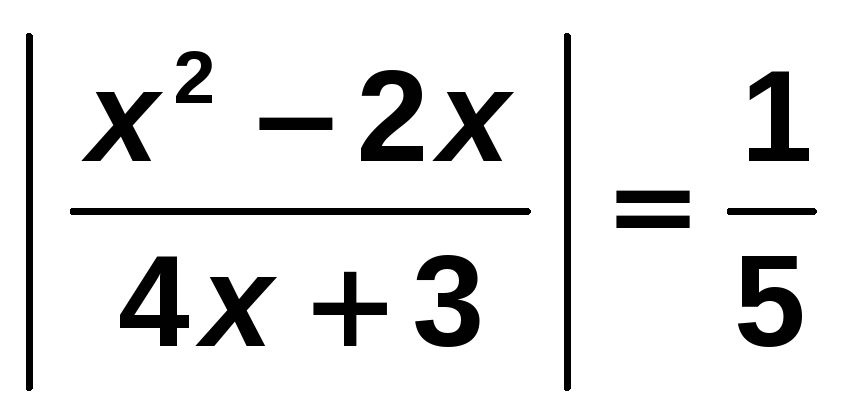 | x² − 2x / 4x + 3 | = 1 / 5